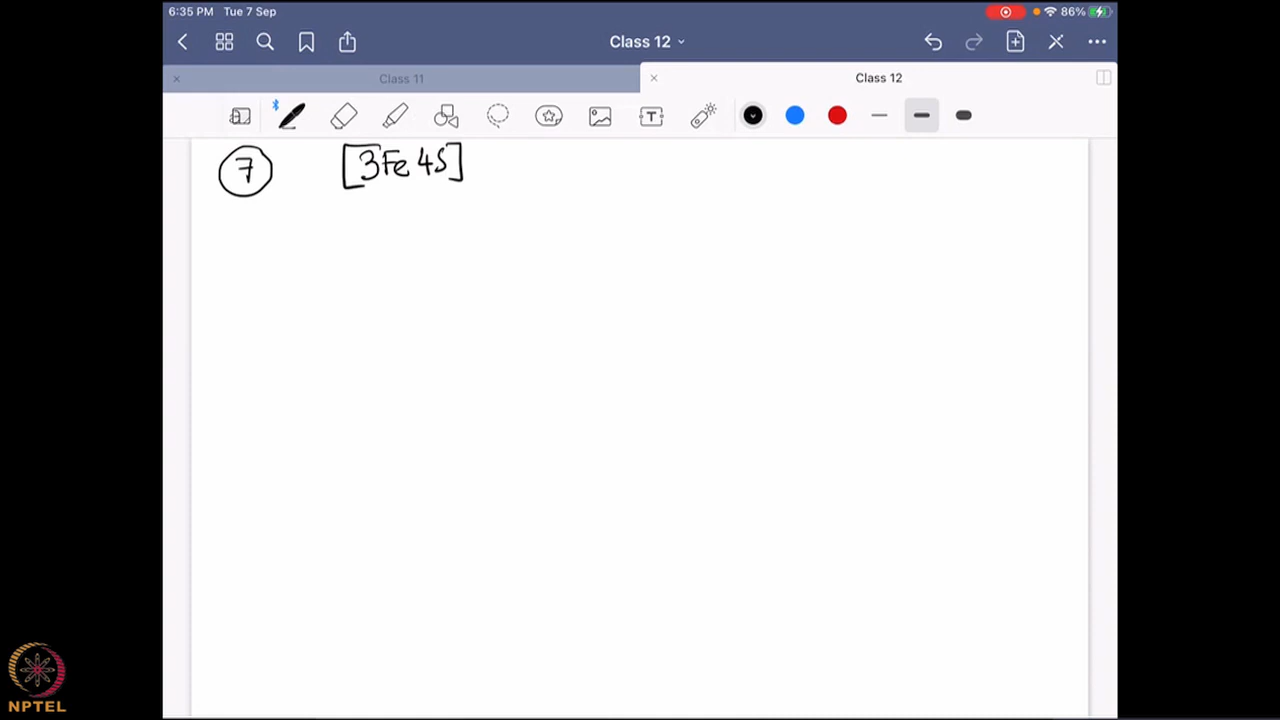 6:35 PM Tue 7 Sep 86%
Class 12
Class 11 Class 12
T
7 [3Fe 4S]
NPTEL